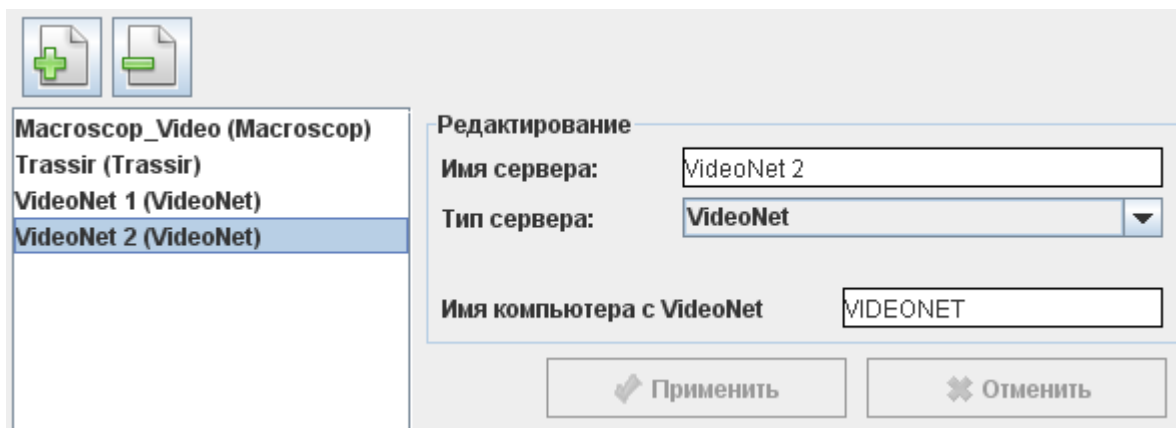 Macroscop_Video (Macroscop)
Trassir (Trassir)
VideoNet 1 (VideoNet)
VideoNet 2 (VideoNet)
Редактирование
Имя сервера: VideoNet 2
Тип сервера: VideoNet
Имя компьютера с VideoNet VIDEONET
Применить Отменить